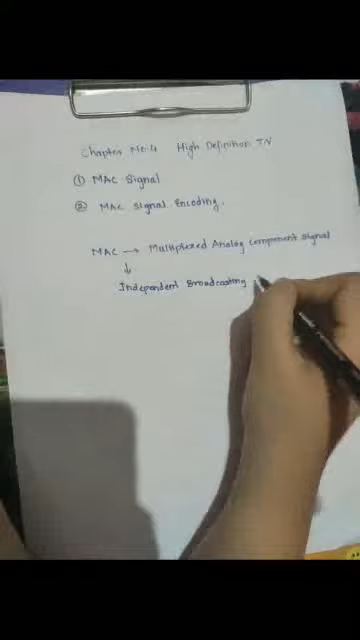 Chapter No:4 High Definition TV
① MAC Signal
② MAC Signal Encoding.
MAC → Multiplexed Analog component signal
↓
Independent Broadcasting